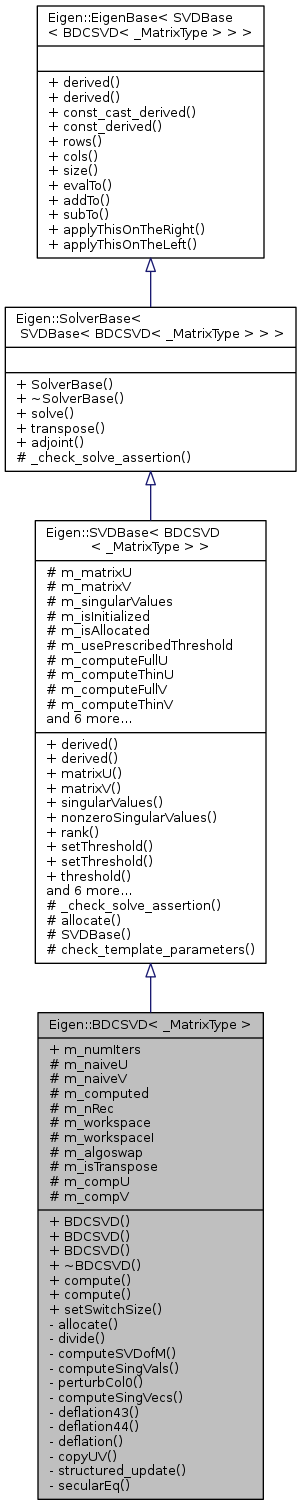 Eigen::EigenBase< SVDBase
< BDCSVD< _MatrixType > > >
+ derived()
+ derived()
+ const_cast_derived()
+ const_derived()
+ rows()
+ cols()
+ size()
+ evalTo()
+ addTo()
+ subTo()
+ applyThisOnTheRight()
+ applyThisOnTheLeft()
Eigen::SolverBase<
SVDBase< BDCSVD< _MatrixType > > >
+ SolverBase()
+ ~SolverBase()
+ solve()
+ transpose()
+ adjoint()
# _check_solve_assertion()
Eigen::SVDBase< BDCSVD
< _MatrixType > >
# m_matrixU
# m_matrixV
# m_singularValues
# m_isInitialized
# m_isAllocated
# m_usePrescribedThreshold
# m_computeFullU
# m_computeThinU
# m_computeFullV
# m_computeThinV
and 6 more...
+ derived()
+ derived()
+ matrixU()
+ matrixV()
+ singularValues()
+ nonzeroSingularValues()
+ rank()
+ setThreshold()
+ setThreshold()
+ threshold()
and 6 more...
# _check_solve_assertion()
# allocate()
# SVDBase()
# check_template_parameters()
Eigen::BDCSVD< _MatrixType >
+ m_numIters
# m_naiveU
# m_naiveV
# m_computed
# m_nRec
# m_workspace
# m_workspaceI
# m_algoswap
# m_isTranspose
# m_compU
# m_compV
+ BDCSVD()
+ BDCSVD()
+ BDCSVD()
+ ~BDCSVD()
+ compute()
+ compute()
+ setSwitchSize()
- allocate()
- divide()
- computeSVDofM()
- computeSingVals()
- perturbCol0()
- computeSingVecs()
- deflation43()
- deflation44()
- deflation()
- copyUV()
- structured_update()
- secularEq()